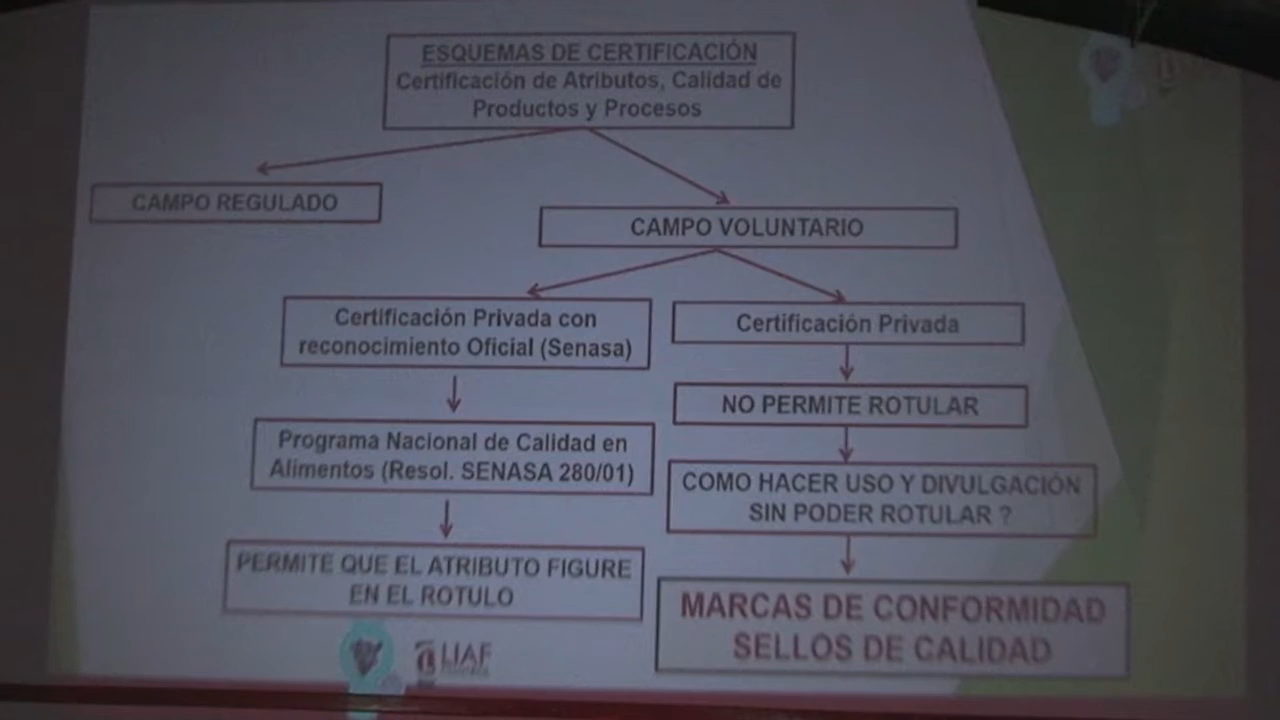 ESQUEMAS DE CERTIFICACIÓN
Certificación de Atributos, Calidad de
Productos y Procesos
CAMPO REGULADO
CAMPO VOLUNTARIO
Certificación Privada con
reconocimiento Oficial (Senasa)
Programa Nacional de Calidad en
Alimentos (Resol. SENASA 280/01)
PERMITE QUE EL ATRIBUTO FIGURE
EN EL ROTULO
Certificación Privada
NO PERMITE ROTULAR
COMO HACER USO Y DIVULGACIÓN
SIN PODER ROTULAR ?
MARCAS DE CONFORMIDAD
SELLOS DE CALIDAD